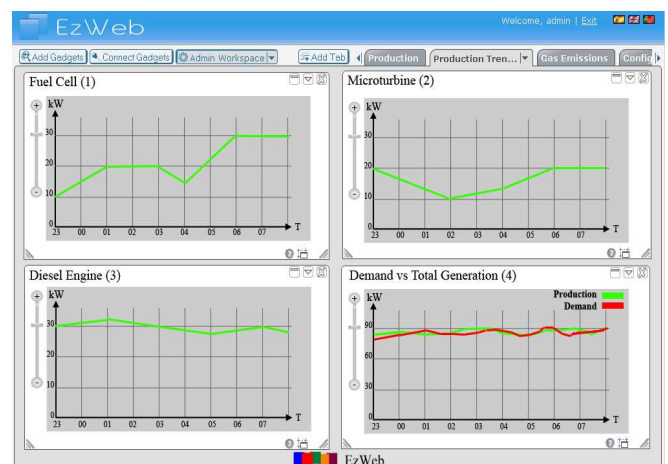 EzWeb
Welcome, admin | Exit
Add Gadgets Connect Gadgets Admin Workspace Add Tab Production Production Tren... Gas Emissions Config
Fuel Cell (1)
kW
30
20
10
0
23 00 01 02 03 04 05 06 07 T
Microturbine (2)
kW
30
20
10
0
23 00 01 02 03 04 05 06 07 T
Diesel Engine (3)
kW
30
20
10
0
23 00 01 02 03 04 05 06 07 T
Demand vs Total Generation (4)
Production
Demand
kW
90
60
30
0
23 00 01 02 03 04 05 06 07 T
EzWeb